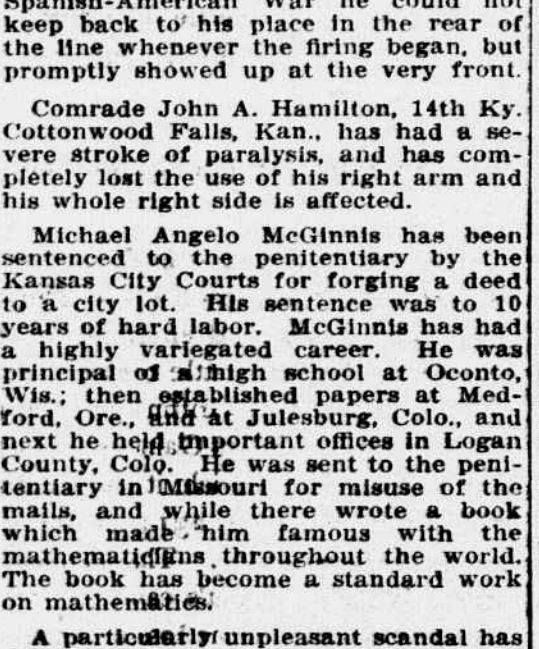 Spanish-American War he could not
keep back to his place in the rear of
the line whenever the firing began, but
promptly showed up at the very front.
Comrade John A. Hamilton, 14th Ky.
Cottonwood Falls, Kan., has had a se-
vere stroke of paralysis, and has com-
pletely lost the use of his right arm and
his whole right side is affected.
Michael Angelo McGinnis has been
sentenced to the penitentiary by the
Kansas City Courts for forging a deed
to a city lot. His sentence was to 10
years of hard labor. McGinnis has had
a highly variegated career. He was
principal of a high school at Oconto,
Wis.; then established papers at Med-
ford, Ore., and at Julesburg, Colo., and
next he held important offices in Logan
County, Colo. He was sent to the peni-
tentiary in Missouri for misuse of the
mails, and while there wrote a book
which made him famous with the
mathematicians throughout the world.
The book has become a standard work
on mathematics.
A particularly unpleasant scandal has